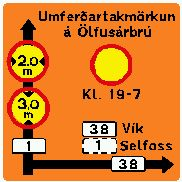 Umferðartakmörkun
á Ölfusárbrú
2.0
m
3,0
m
Kl. 19-7
38 Vík
1 Selfoss
1
38